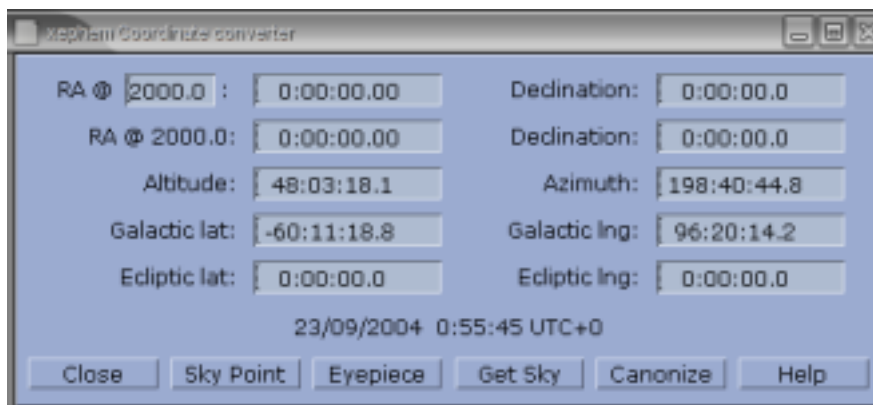 xephem Coordinate converter
RA @ 2000.0 : 0:00:00.00 Declination: 0:00:00.0
RA @ 2000.0: 0:00:00.00 Declination: 0:00:00.0
Altitude: 48:03:18.1 Azimuth: 198:40:44.8
Galactic lat: -60:11:18.8 Galactic lng: 96:20:14.2
Ecliptic lat: 0:00:00.0 Ecliptic lng: 0:00:00.0
23/09/2004 0:55:45 UTC+0
Close Sky Point Eyepiece Get Sky Canonize Help